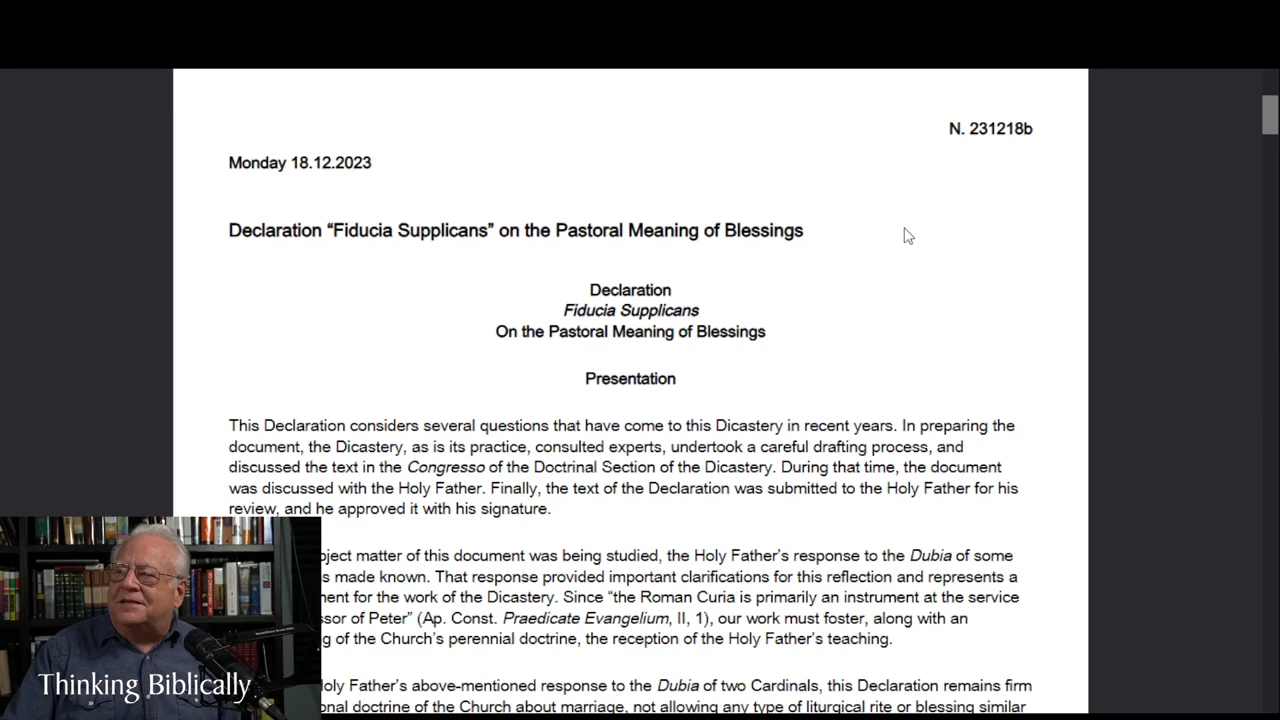 N. 231218b
Monday 18.12.2023
Declaration “Fiducia Supplicans” on the Pastoral Meaning of Blessings
Declaration
Fiducia Supplicans
On the Pastoral Meaning of Blessings
Presentation
This Declaration considers several questions that have come to this Dicastery in recent years. In preparing the
document, the Dicastery, as is its practice, consulted experts, undertook a careful drafting process, and
discussed the text in the Congresso of the Doctrinal Section of the Dicastery. During that time, the document
was discussed with the Holy Father. Finally, the text of the Declaration was submitted to the Holy Father for his
review, and he approved it with his signature.
matter of this document was being studied, the Holy Father’s response to the Dubia of some
made known. That response provided important clarifications for this reflection and represents a
for the work of the Dicastery. Since “the Roman Curia is primarily an instrument at the service
of Peter” (Ap. Const. Praedicate Evangelium, II, 1), our work must foster, along with an
of the Church’s perennial doctrine, the reception of the Holy Father’s teaching.
Father’s above-mentioned response to the Dubia of two Cardinals, this Declaration remains firm
doctrine of the Church about marriage, not allowing any type of liturgical rite or blessing similar
Thinking Biblically